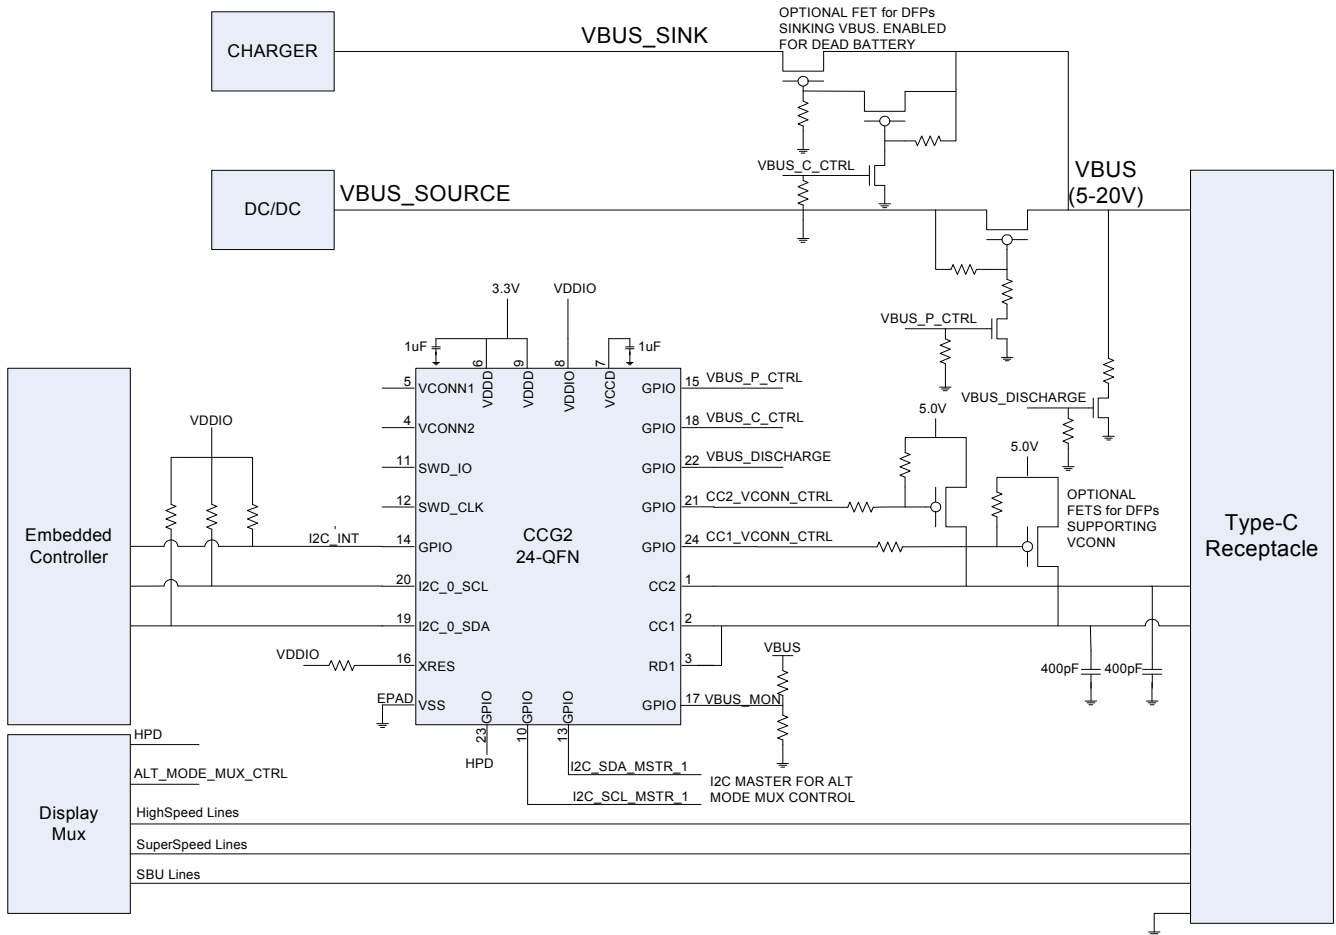 OPTIONAL FET for DFPs
SINKING VBUS. ENABLED
FOR DEAD BATTERY
CHARGER
VBUS_SINK
VBUS_C_CTRL
DC/DC
VBUS_SOURCE
VBUS
(5-20V)
VBUS_P_CTRL
VBUS_DISCHARGE
3.3V
VDDIO
1uF
1uF
6
9
8
7
VDDD
VDDD
VDDIO
VCCD
5
VCONN1
4
VCONN2
11
SWD_IO
12
SWD_CLK
14
GPIO
20
I2C_0_SCL
19
I2C_0_SDA
16
XRES
EPAD
VSS
CCG2
24-QFN
GPIO
15
VBUS_P_CTRL
GPIO
18
VBUS_C_CTRL
GPIO
22
VBUS_DISCHARGE
GPIO
21
CC2_VCONN_CTRL
GPIO
24
CC1_VCONN_CTRL
CC2
1
CC1
2
RD1
3
GPIO
17
VBUS_MON
VBUS
5.0V
5.0V
OPTIONAL
FETS for DFPs
SUPPORTING
VCONN
400pF
400pF
Type-C
Receptacle
VDDIO
I2C_INT
VDDIO
Embedded
Controller
GPIO
GPIO
GPIO
23
10
13
HPD
I2C_SDA_MSTR_1
I2C_SCL_MSTR_1
I2C MASTER FOR ALT
MODE MUX CONTROL
Display
Mux
HPD
ALT_MODE_MUX_CTRL
HighSpeed Lines
SuperSpeed Lines
SBU Lines